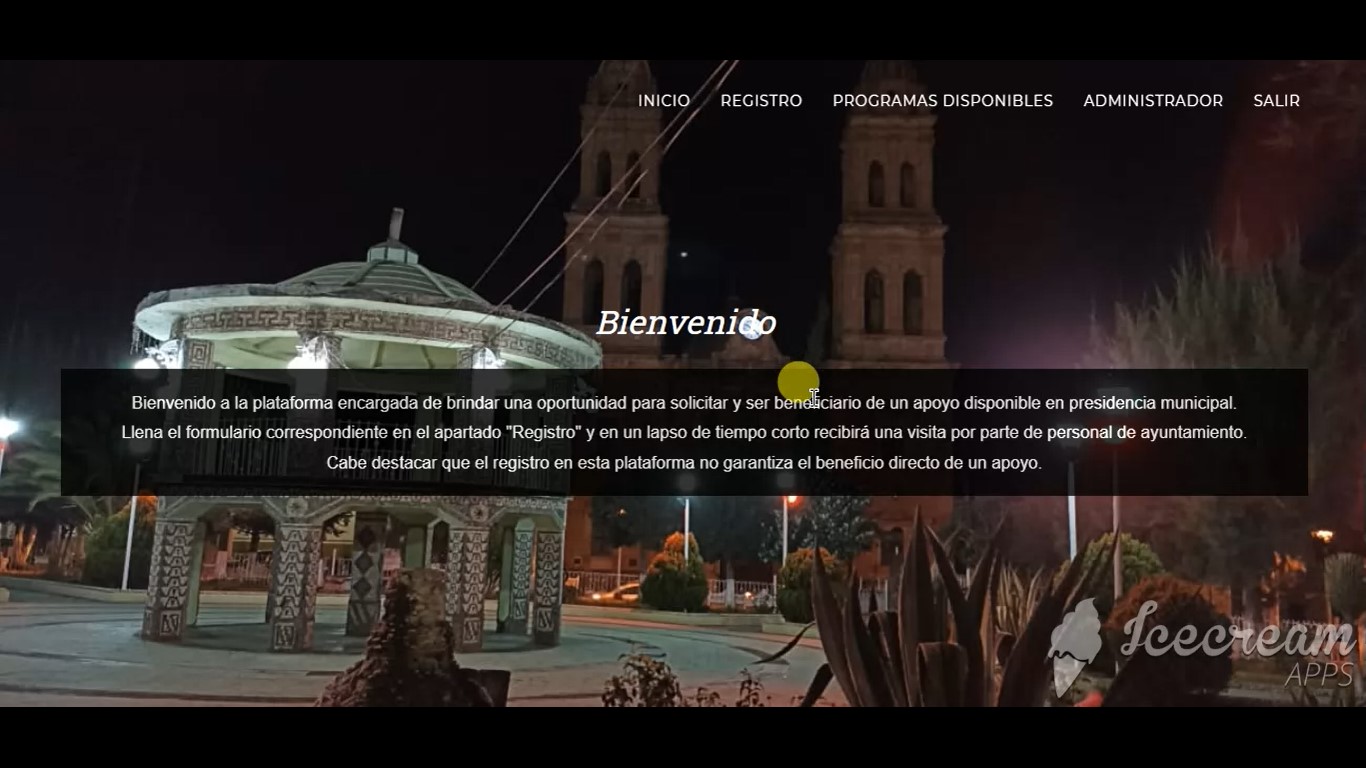 INICIO REGISTRO PROGRAMAS DISPONIBLES ADMINISTRADOR SALIR
Bienvenido
Bienvenido a la plataforma encargada de brindar una oportunidad para solicitar y ser beneficiario de un apoyo disponible en presidencia municipal.
Llena el formulario correspondiente en el apartado "Registro" y en un lapso de tiempo corto recibirá una visita por parte de personal de ayuntamiento.
Cabe destacar que el registro en esta plataforma no garantiza el beneficio directo de un apoyo.
Icecream
APPS